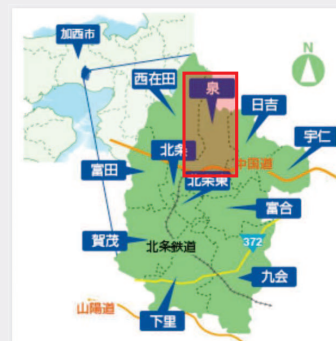 加西市
N
西在田
泉
日吉
宇仁
北条
中国道
富田
北条東
富合
賀茂
北条鉄道
372
九会
下里
山陽道